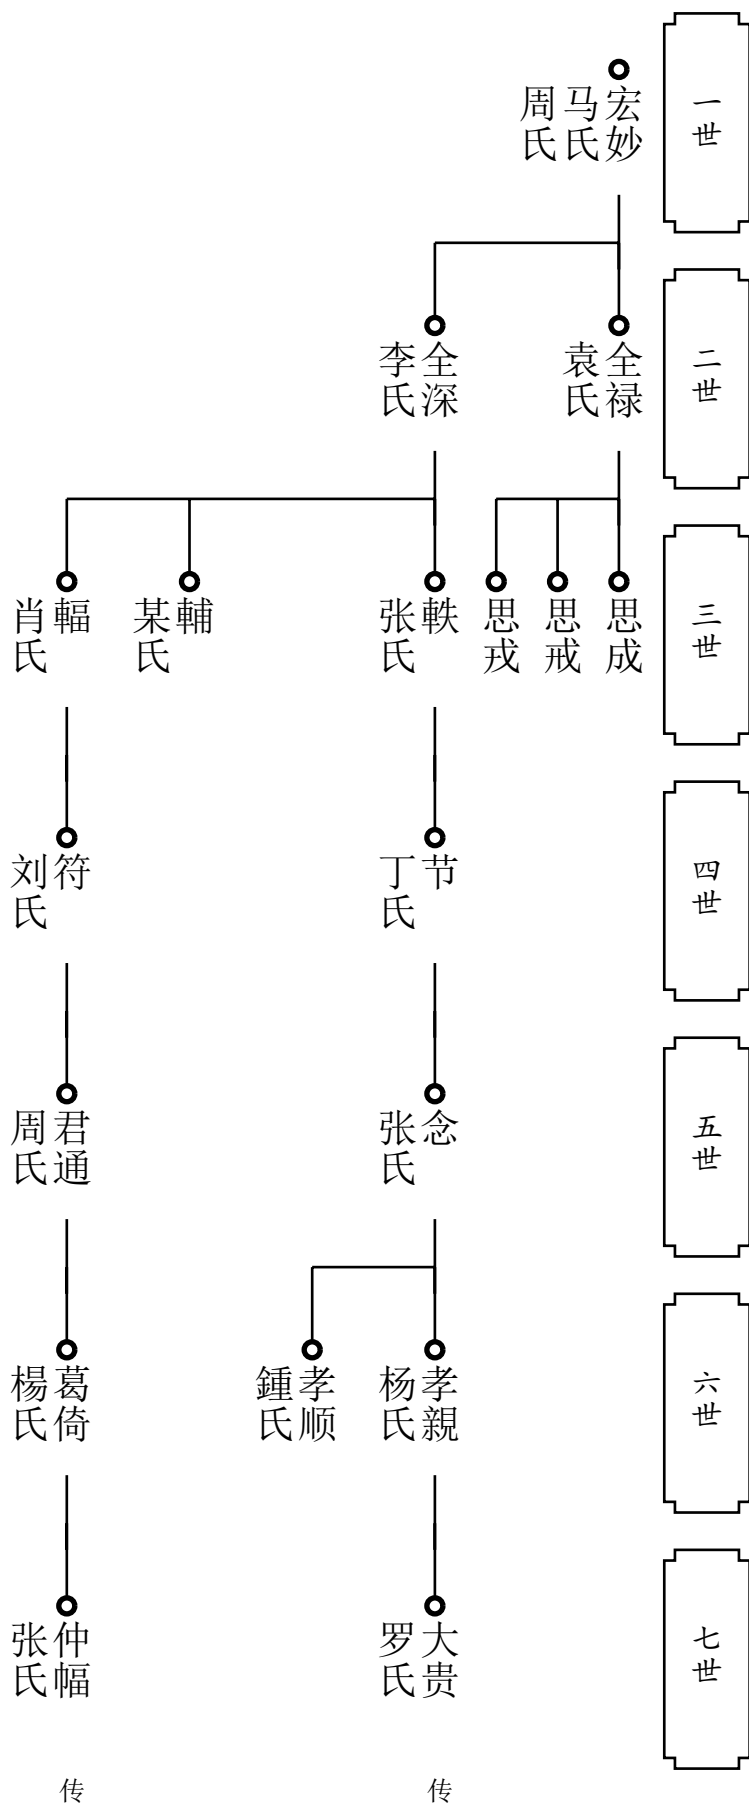 一世
宏妙
马氏
周氏
二世
全禄
袁氏
全深
李氏
三世
思成
思戒
思戎
軼
张氏
輔
某氏
輻
肖氏
四世
节
丁氏
符
刘氏
五世
念
张氏
君通
周氏
六世
孝親
杨氏
孝顺
鍾氏
葛倚
楊氏
七世
大贵
罗氏
仲幅
张氏
传
传